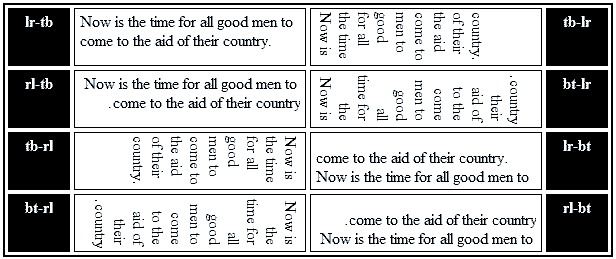 lr-tb
Now is the time for all good men to
come to the aid of their country.
Now is
the time
for all
good
men to
come to
the aid
of their
country.
tb-lr
rl-tb
Now is the time for all good men to
.come to the aid of their country
Now is
the
time for
all
good
men to
come
to the
aid of
their
.country
bt-lr
tb-rl
Now is
the time
for all
good
men to
come to
the aid
of their
country.
come to the aid of their country.
Now is the time for all good men to
lr-bt
bt-rl
Now is
the
time for
all
good
men to
come
to the
aid of
their
.country
.come to the aid of their country
Now is the time for all good men to
rl-bt